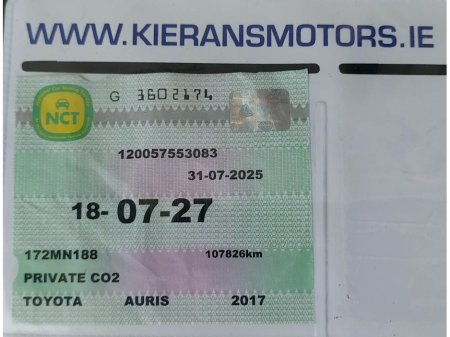 WWW.KIERANSMOTORS.IE
NCT
G 3602174
120057553083
31-07-2025
18-07-27
172MN188 107826km
PRIVATE CO2
TOYOTA AURIS 2017